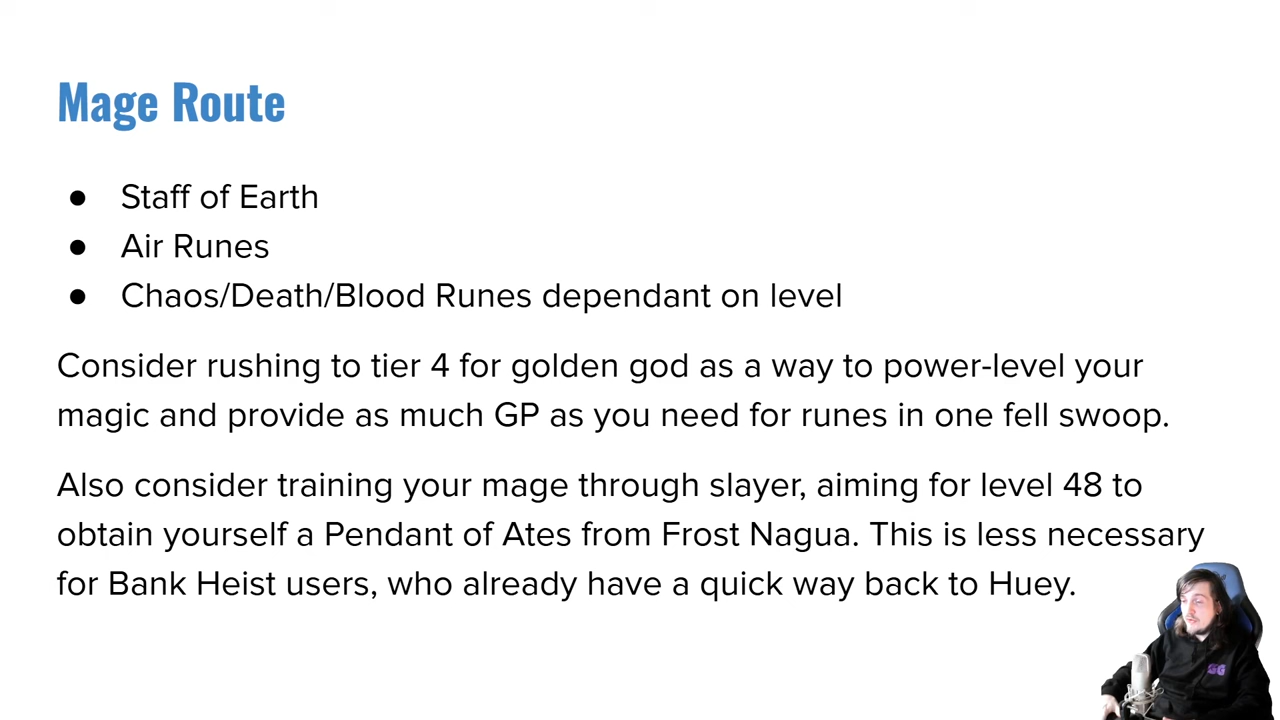 Mage Route
● Staff of Earth
● Air Runes
● Chaos/Death/Blood Runes dependant on level
Consider rushing to tier 4 for golden god as a way to power-level your
magic and provide as much GP as you need for runes in one fell swoop.
Also consider training your mage through slayer, aiming for level 48 to
obtain yourself a Pendant of Ates from Frost Nagua. This is less necessary
for Bank Heist users, who already have a quick way back to Huey.